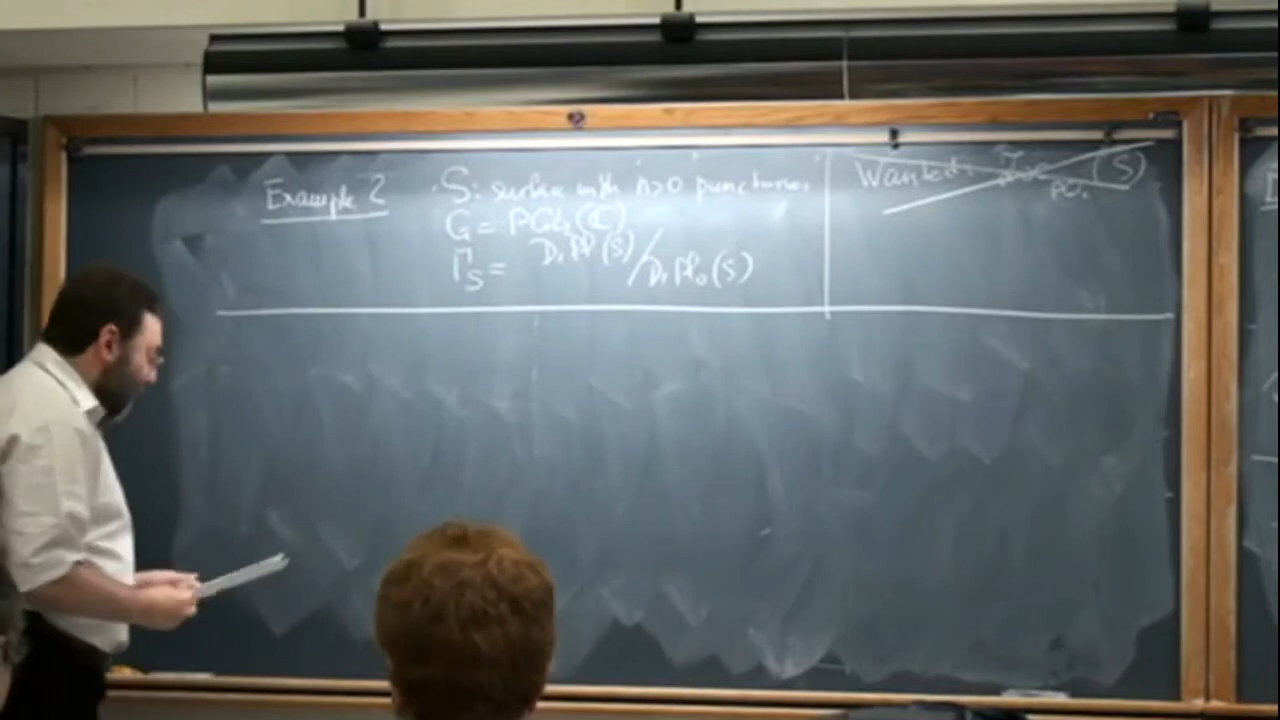 Example 2
S: surface with n>0 punctures
G = PGL₂(ℂ)
Γ_S = Diff(S)/Diff₀(S)
Wanted: (S)